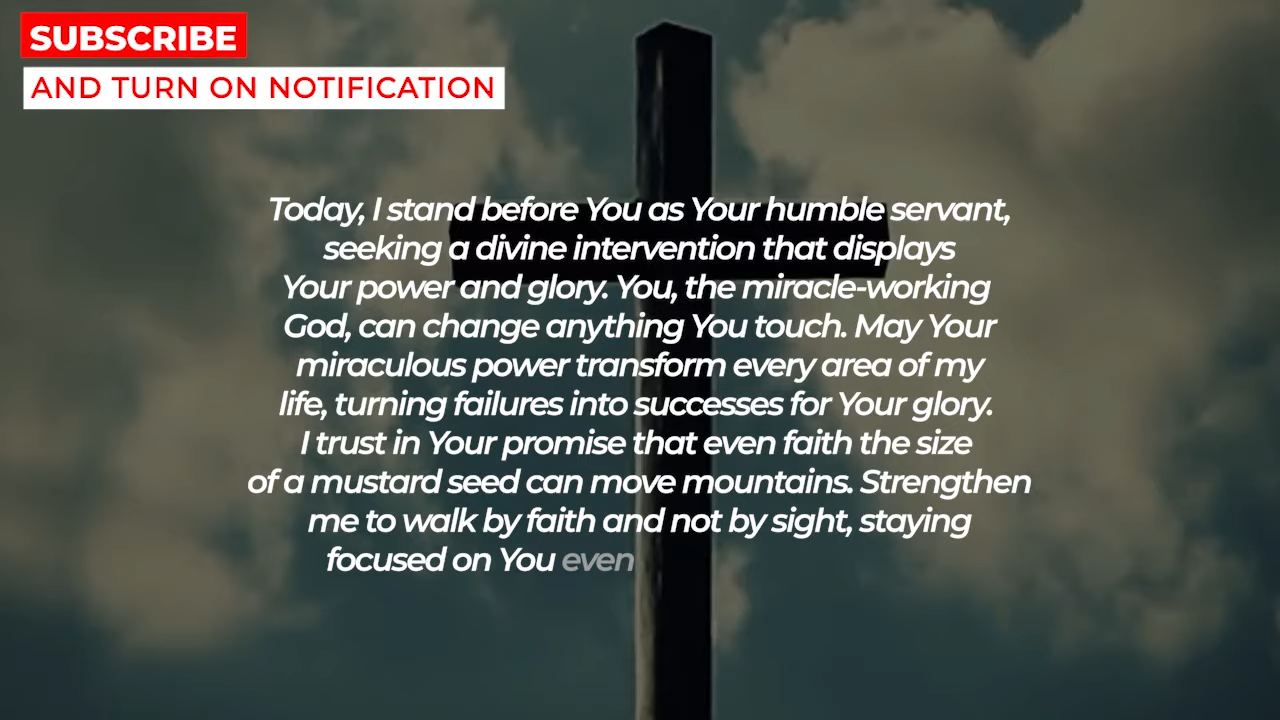 SUBSCRIBE
AND TURN ON NOTIFICATION
Today, I stand before You as Your humble servant,
seeking a divine intervention that displays
Your power and glory. You, the miracle-working
God, can change anything You touch. May Your
miraculous power transform every area of my
life, turning failures into successes for Your glory.
I trust in Your promise that even faith the size
of a mustard seed can move mountains. Strengthen
me to walk by faith and not by sight, staying
focused on You even